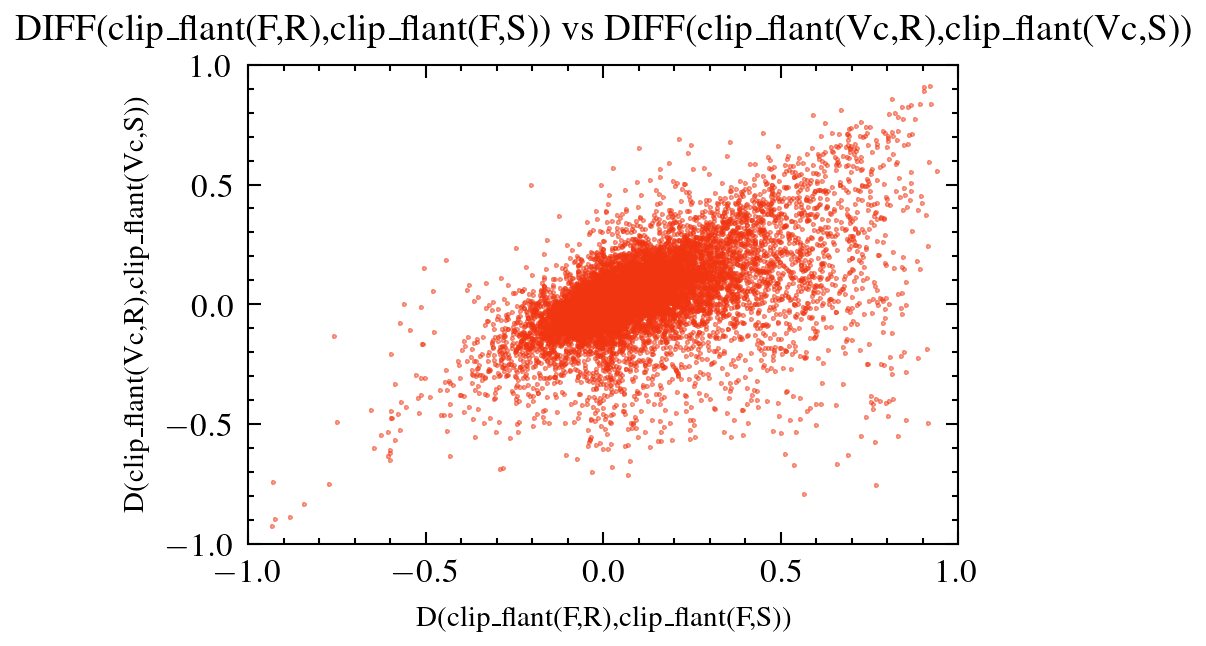 DIFF(clip_flant(F,R),clip_flant(F,S)) vs DIFF(clip_flant(Vc,R),clip_flant(Vc,S))
D(clip_flant(Vc,R),clip_flant(Vc,S))
1.0
0.5
0.0
−0.5
−1.0
−1.0 −0.5 0.0 0.5 1.0
D(clip_flant(F,R),clip_flant(F,S))